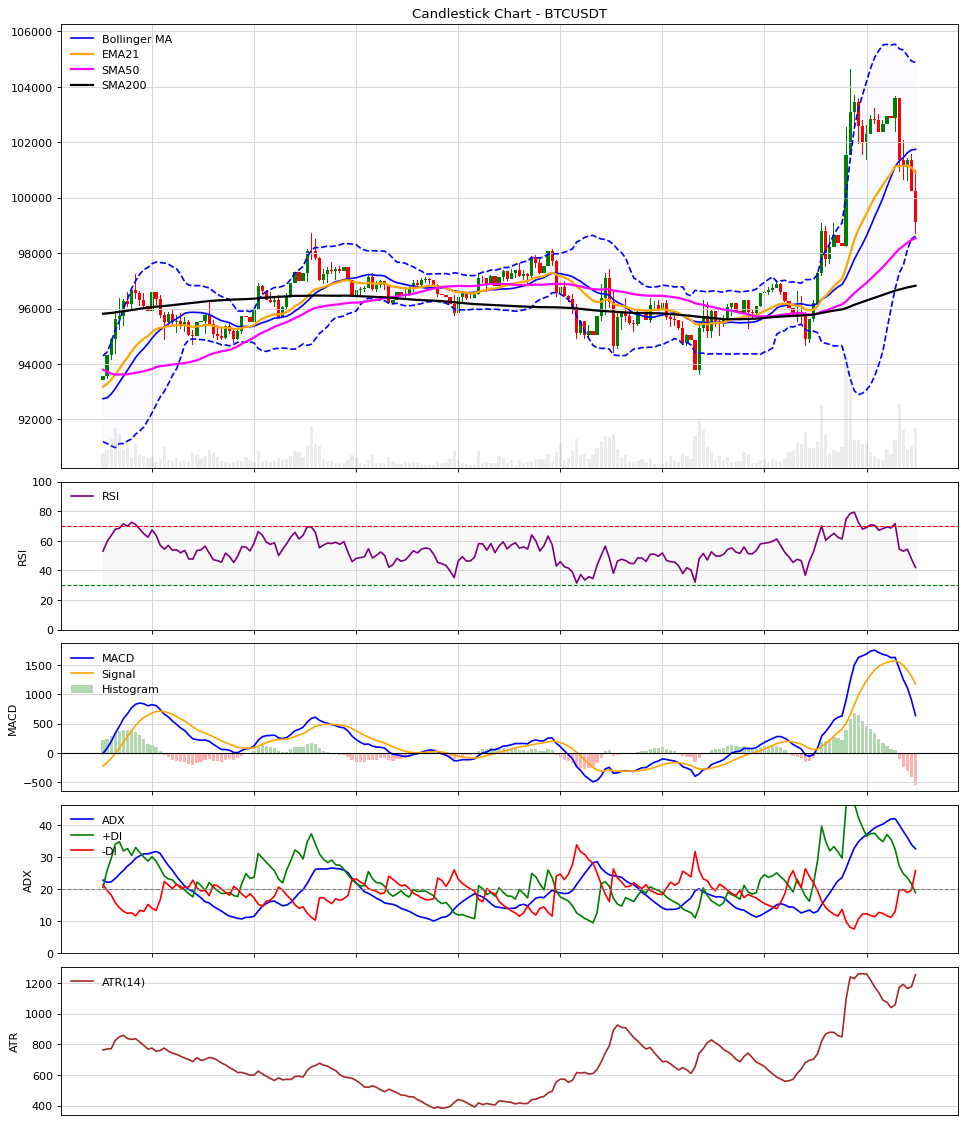 Candlestick Chart - BTCUSDT
106000
104000
102000
100000
98000
96000
94000
92000
Bollinger MA
EMA21
SMA50
SMA200
100
80
60
40
20
0
RSI
RSI
1500
1000
500
0
−500
MACD
MACD
Signal
Histogram
40
30
20
10
0
ADX
ADX
+DI
-DI
1200
1000
800
600
400
ATR
ATR(14)